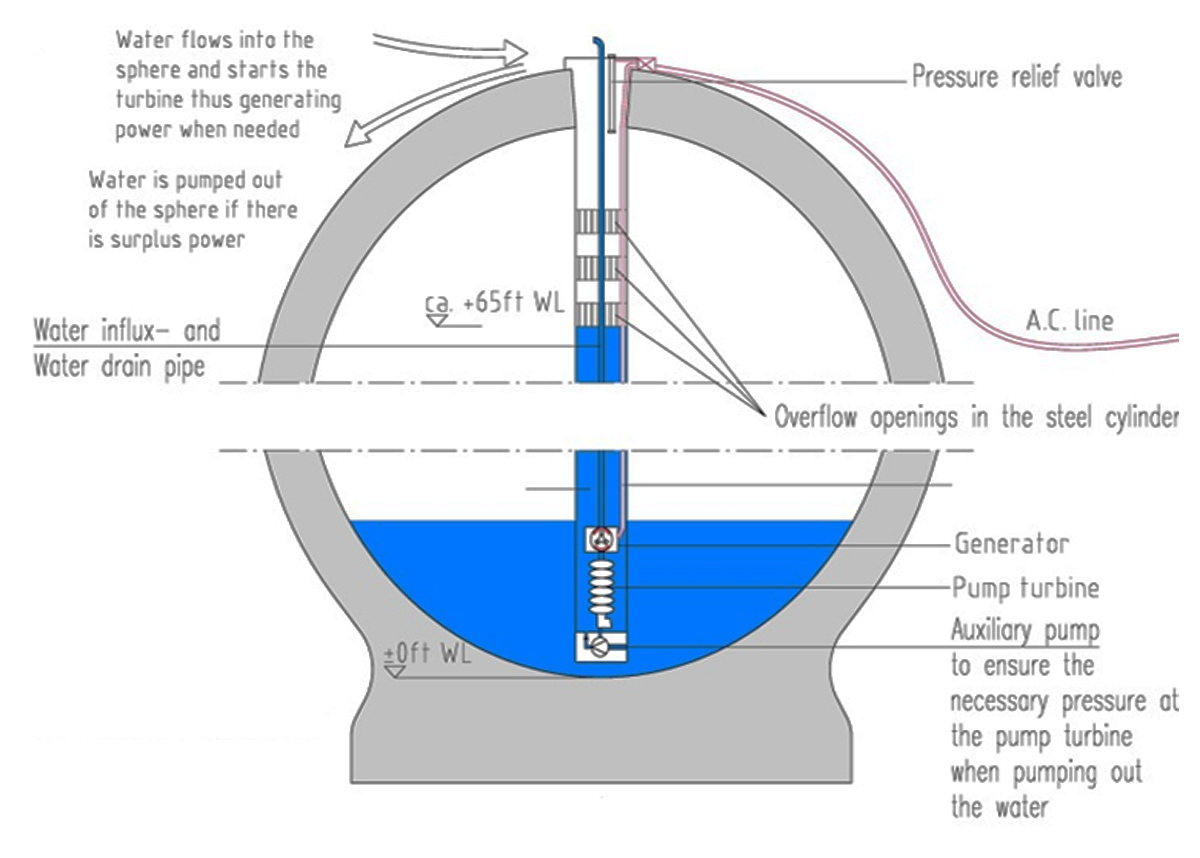 Water flows into the
sphere and starts the
turbine thus generating
power when needed
Water is pumped out
of the sphere if there
is surplus power
Pressure relief valve
ca. +65ft WL
Water influx- and
Water drain pipe
A.C. line
Overflow openings in the steel cylinder
Generator
Pump turbine
Auxiliary pump
to ensure the
necessary pressure at
the pump turbine
when pumping out
the water
±0ft WL